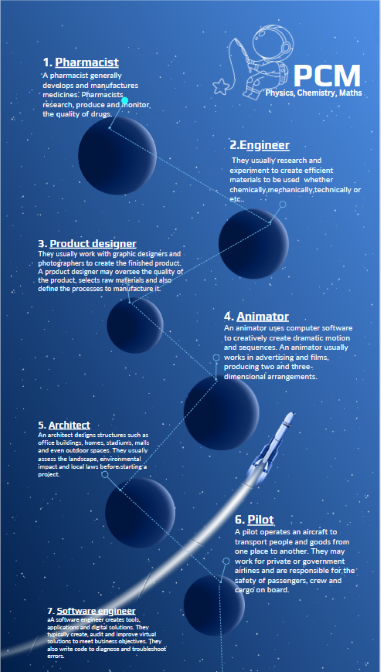 PCM
Physics, Chemistry, Maths
1. Pharmacist
A pharmacist generally
develops and manufactures
medicines. Pharmacists
research, produce and monitor
the quality of drugs.
2.Engineer
They usually research and
experiment to create efficient
materials to be used whether
chemically,mephanically,technically or
etc..
3. Product designer
They usually work with graphic designers and
photographers to create the finished product.
A product designer may oversee the quality of
the product, selects raw materials and also
define the processes to manufacture it.
4. Animator
An animator uses computer software
to creatively create dramatic motion
and sequences. An animator usually
works in advertising and films,
producing two and three-
dimensional arrangements.
5. Architect
An architect designs structures such as
office buildings, homes, stadiums, malls
and even outdoor spaces. They usually
assess the landscape, environmental
impact and local laws before starting a
project.
6. Pilot
A pilot operates an aircraft to
transport people and goods from
one place to another. They may
work for private or government
airlines and are responsible for the
safety of passengers, crew and
cargo on board.
7. Software engineer
aA software engineer creates tools,
applications and digital solutions. They
typically create, audit and improve virtual
solutions to meet business objectives. They
also write code to diagnose and troubleshoot
errors.